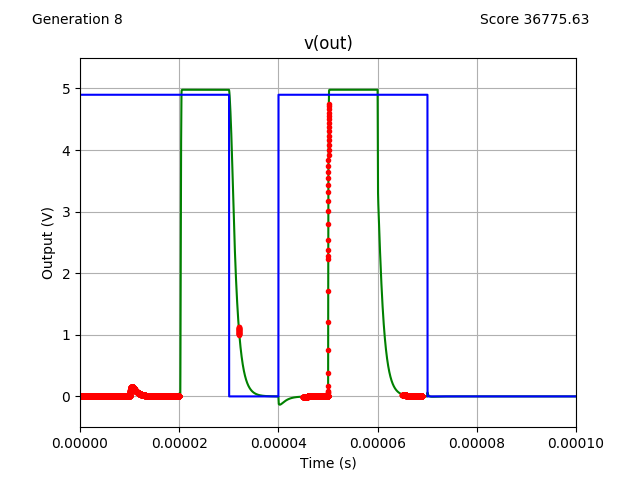 Generation 8
Score 36775.63
v(out)
Output (V)
5
4
3
2
1
0
0.00000
0.00002
0.00004
0.00006
0.00008
0.00010
Time (s)